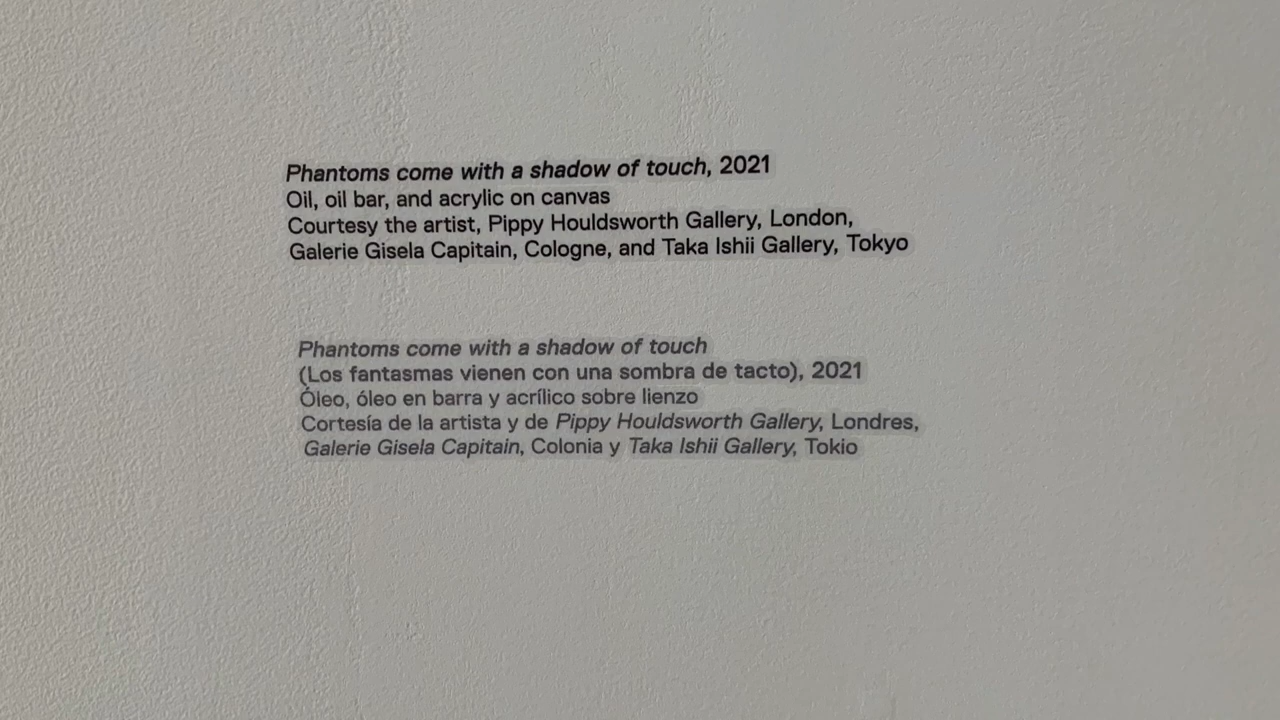 Phantoms come with a shadow of touch, 2021
Oil, oil bar, and acrylic on canvas
Courtesy the artist, Pippy Houldsworth Gallery, London,
Galerie Gisela Capitain, Cologne, and Taka Ishii Gallery, Tokyo
Phantoms come with a shadow of touch
(Los fantasmas vienen con una sombra de tacto), 2021
Óleo, óleo en barra y acrílico sobre lienzo
Cortesía de la artista y de Pippy Houldsworth Gallery, Londres,
Galerie Gisela Capitain, Colonia y Taka Ishii Gallery, Tokio